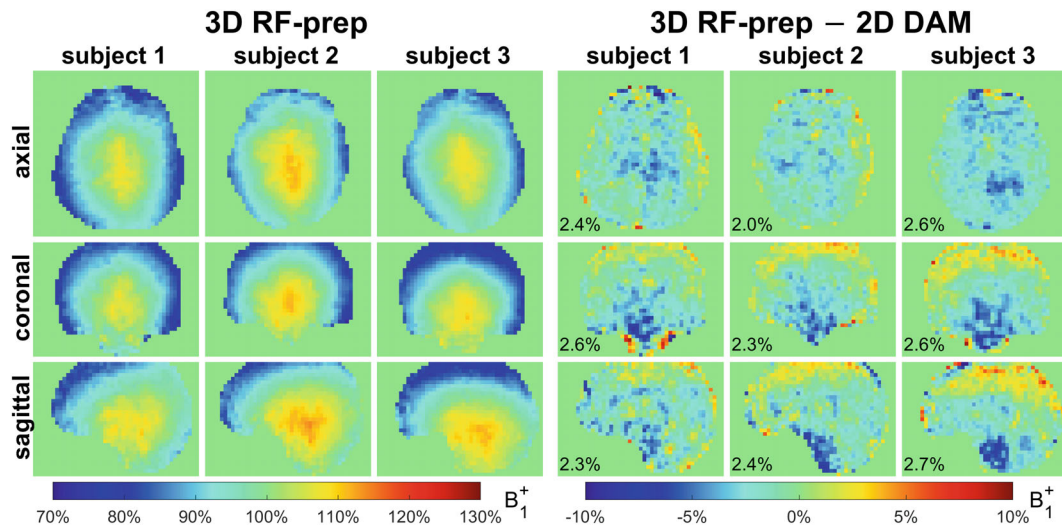 3D RF-prep 3D RF-prep – 2D DAM
subject 1 subject 2 subject 3 subject 1 subject 2 subject 3
axial
2.4% 2.0% 2.6%
coronal
2.6% 2.3% 2.6%
sagittal
2.3% 2.4% 2.7%
70% 80% 90% 100% 110% 120% 130% B1+ -10% -5% 0% 5% 10% B1+